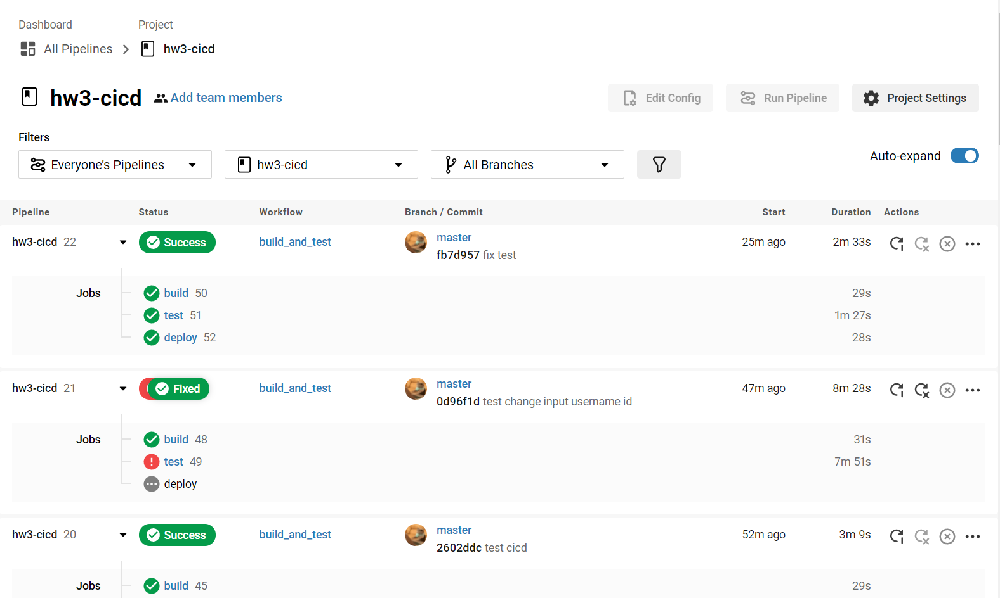 Dashboard Project
All Pipelines hw3-cicd
hw3-cicd Add team members Edit Config Run Pipeline Project Settings
Filters
Everyone’s Pipelines hw3-cicd All Branches Auto-expand
Pipeline Status Workflow Branch / Commit Start Duration Actions
hw3-cicd 22 Success build_and_test master 25m ago 2m 33s
fb7d957 fix test
Jobs build 50 29s
test 51 1m 27s
deploy 52 28s
hw3-cicd 21 Fixed build_and_test master 47m ago 8m 28s
0d96f1d test change input username id
Jobs build 48 31s
test 49 7m 51s
deploy
hw3-cicd 20 Success build_and_test master 52m ago 3m 9s
2602ddc test cicd
Jobs build 45 29s